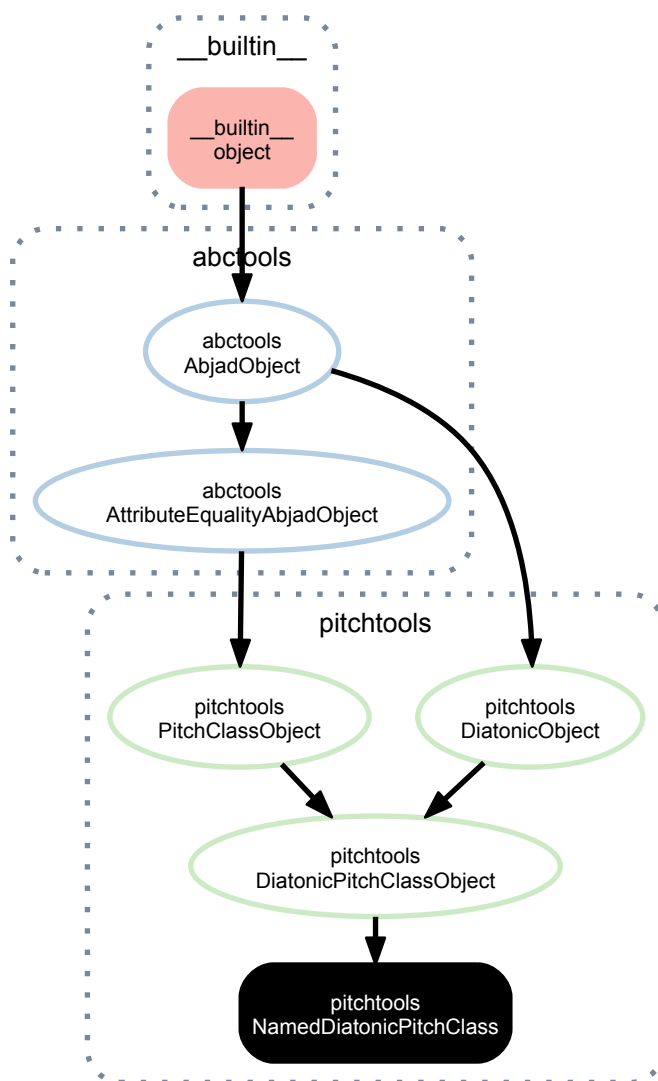 __builtin__
__builtin__
object
abctools
abctools
AbjadObject
abctools
AttributeEqualityAbjadObject
pitchtools
pitchtools
PitchClassObject
pitchtools
DiatonicObject
pitchtools
DiatonicPitchClassObject
pitchtools
NamedDiatonicPitchClass